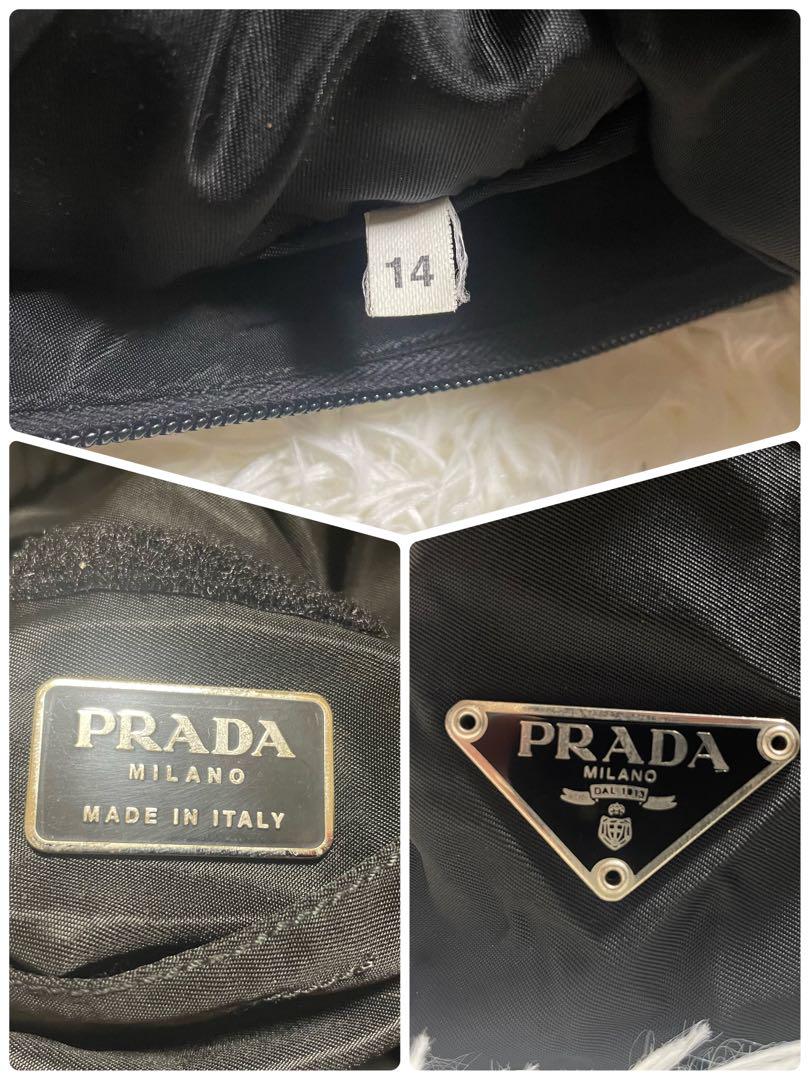 14
PRADA
MILANO
MADE IN ITALY
PRADA
MILANO
DAL 1913